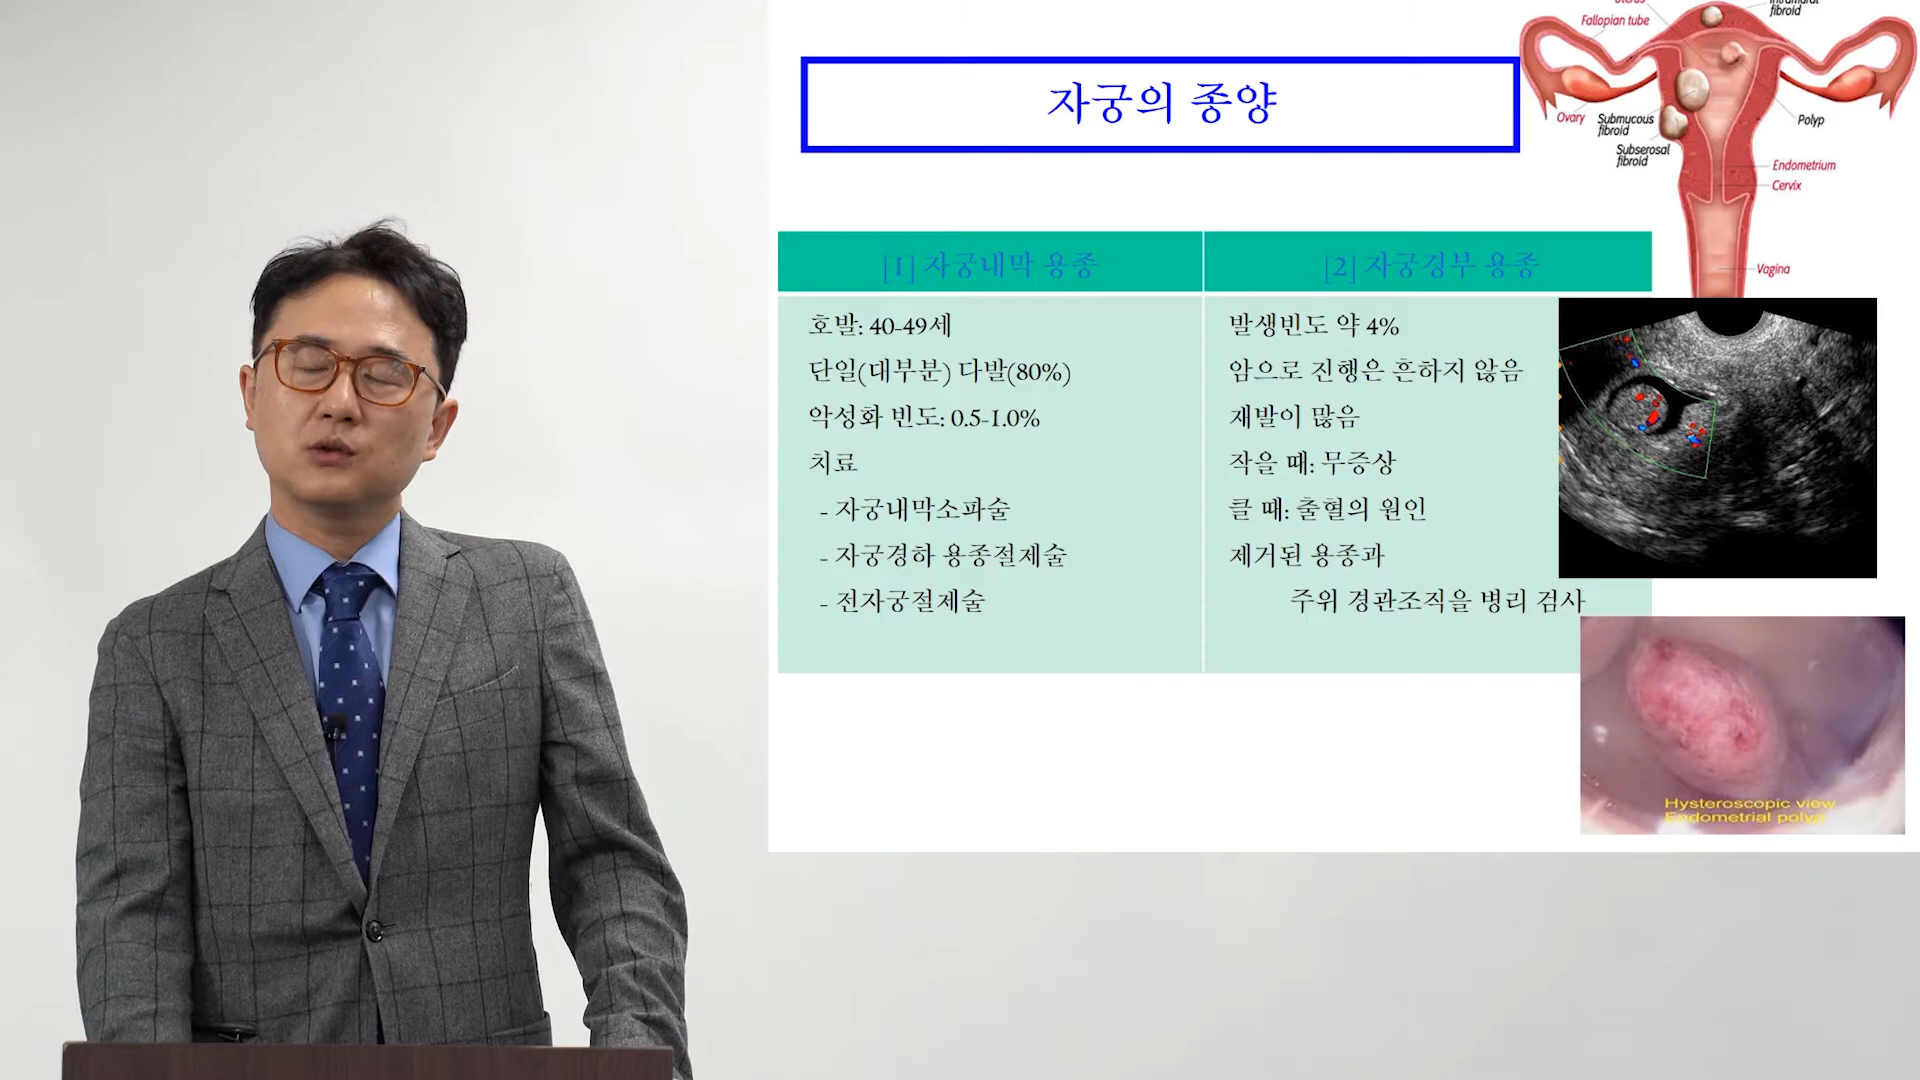 자궁의 종양
Uterus
Fallopian tube
Intramural
fibroid
Ovary
Submucous
fibroid
Subserosal
fibroid
Polyp
Endometrium
Cervix
Vagina
[1] 자궁내막 용종
호발: 40-49세
단일(대부분) 다발(80%)
악성화 빈도: 0.5-1.0%
치료
- 자궁내막소파술
- 자궁경하 용종절제술
- 전자궁절제술
[2] 자궁경부 용종
발생빈도 약 4%
암으로 진행은 흔하지 않음
재발이 많음
작을 때: 무증상
클 때: 출혈의 원인
제거된 용종과
주위 경관조직을 병리 검사
Hysteroscopic view
Endometrial polyp